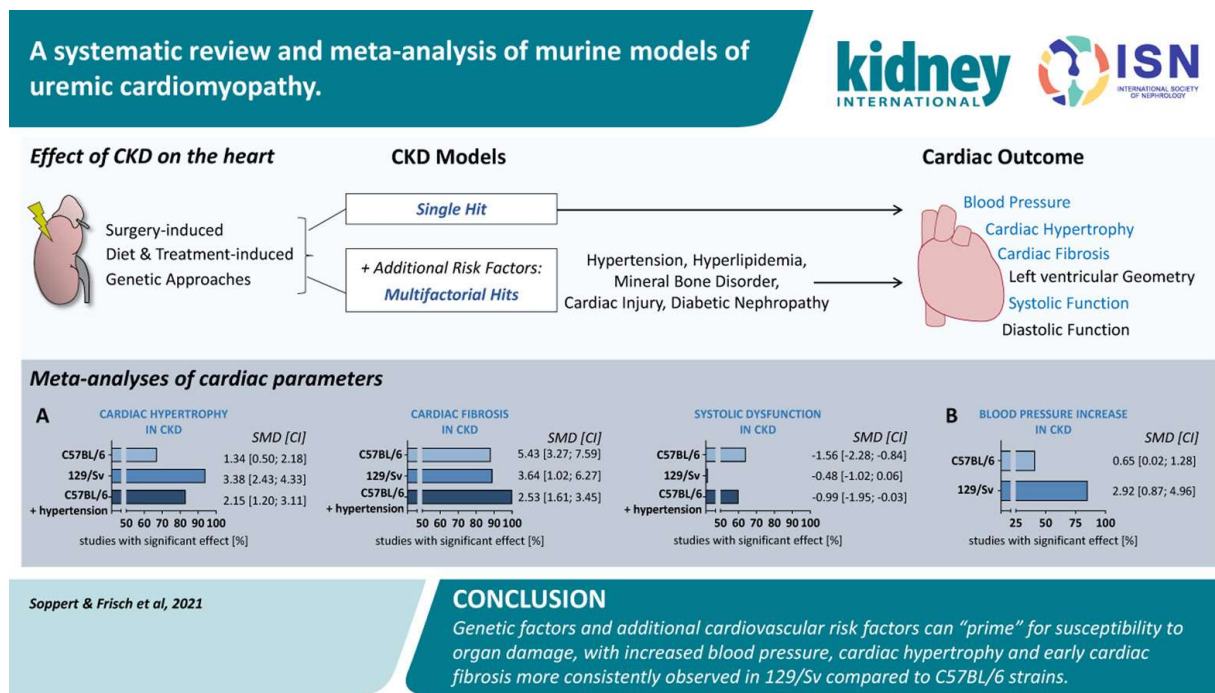 A systematic review and meta-analysis of murine models of
uremic cardiomyopathy.
kidney
INTERNATIONAL
ISN
INTERNATIONAL SOCIETY
OF NEPHROLOGY
Effect of CKD on the heart
CKD Models
Cardiac Outcome
Surgery-induced
Diet & Treatment-induced
Genetic Approaches
Single Hit
+ Additional Risk Factors:
Multifactorial Hits
Hypertension, Hyperlipidemia,
Mineral Bone Disorder,
Cardiac Injury, Diabetic Nephropathy
Blood Pressure
Cardiac Hypertrophy
Cardiac Fibrosis
Left ventricular Geometry
Systolic Function
Diastolic Function
Meta-analyses of cardiac parameters
A
CARDIAC HYPERTROPHY
IN CKD
SMD [CI]
C57BL/6 1.34 [0.50; 2.18]
129/Sv 3.38 [2.43; 4.33]
C57BL/6 2.15 [1.20; 3.11]
+ hypertension
50 60 70 80 90 100
studies with significant effect [%]
CARDIAC FIBROSIS
IN CKD
SMD [CI]
C57BL/6 5.43 [3.27; 7.59]
129/Sv 3.64 [1.02; 6.27]
C57BL/6 2.53 [1.61; 3.45]
+ hypertension
50 60 70 80 90 100
studies with significant effect [%]
SYSTOLIC DYSFUNCTION
IN CKD
SMD [CI]
C57BL/6 -1.56 [-2.28; -0.84]
129/Sv -0.48 [-1.02; 0.06]
C57BL/6 -0.99 [-1.95; -0.03]
+ hypertension
50 60 70 80 90 100
studies with significant effect [%]
B
BLOOD PRESSURE INCREASE
IN CKD
SMD [CI]
C57BL/6 0.65 [0.02; 1.28]
129/Sv 2.92 [0.87; 4.96]
25 50 75 100
studies with significant effect [%]
Soppert & Frisch et al, 2021
CONCLUSION
Genetic factors and additional cardiovascular risk factors can “prime” for susceptibility to
organ damage, with increased blood pressure, cardiac hypertrophy and early cardiac
fibrosis more consistently observed in 129/Sv compared to C57BL/6 strains.